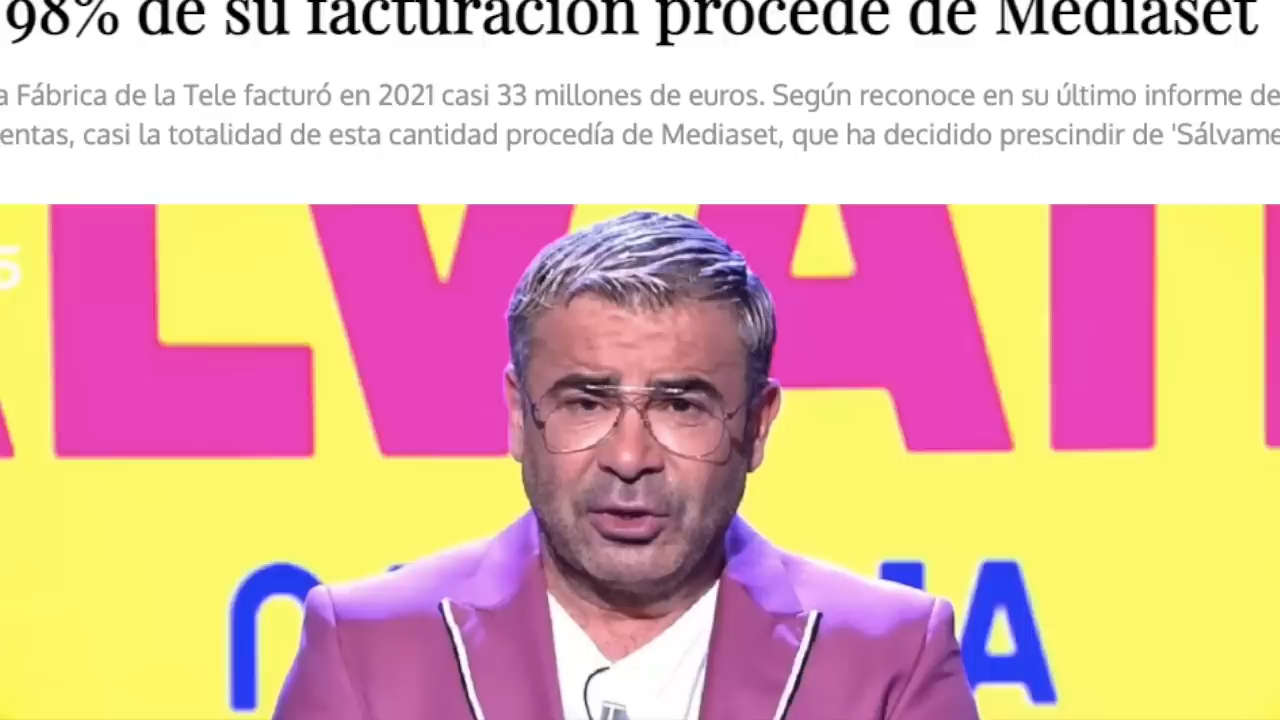 98% de su facturación procede de Mediaset
a Fábrica de la Tele facturó en 2021 casi 33 millones de euros. Según reconoce en su último informe de
entas, casi la totalidad de esta cantidad procedía de Mediaset, que ha decidido prescindir de 'Sálvame
5